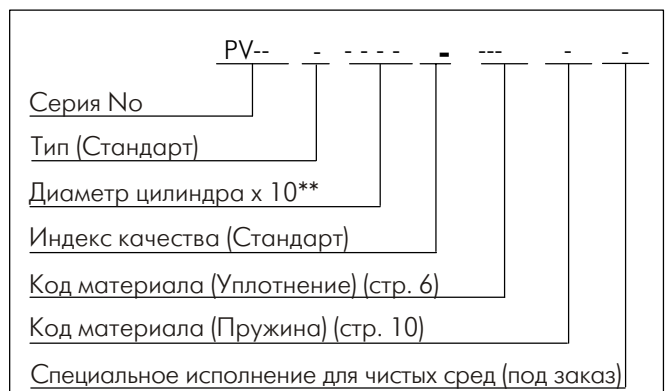 PV-- - - - - - - --- - -
Серия No
Тип (Стандарт)
Диаметр цилиндра x 10**
Индекс качества (Стандарт)
Код материала (Уплотнение) (стр. 6)
Код материала (Пружина) (стр. 10)
Специальное исполнение для чистых сред (под заказ)